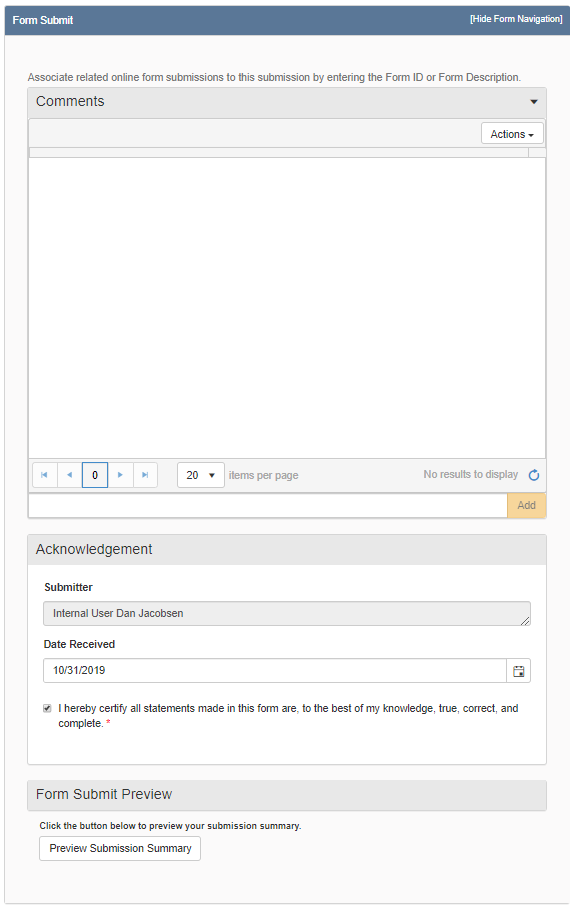 Form Submit
[Hide Form Navigation]
Associate related online form submissions to this submission by entering the Form ID or Form Description.
Comments
Actions
0
20
items per page
No results to display
Add
Acknowledgement
Submitter
Internal User Dan Jacobsen
Date Received
10/31/2019
I hereby certify all statements made in this form are, to the best of my knowledge, true, correct, and
complete. *
Form Submit Preview
Click the button below to preview your submission summary.
Preview Submission Summary